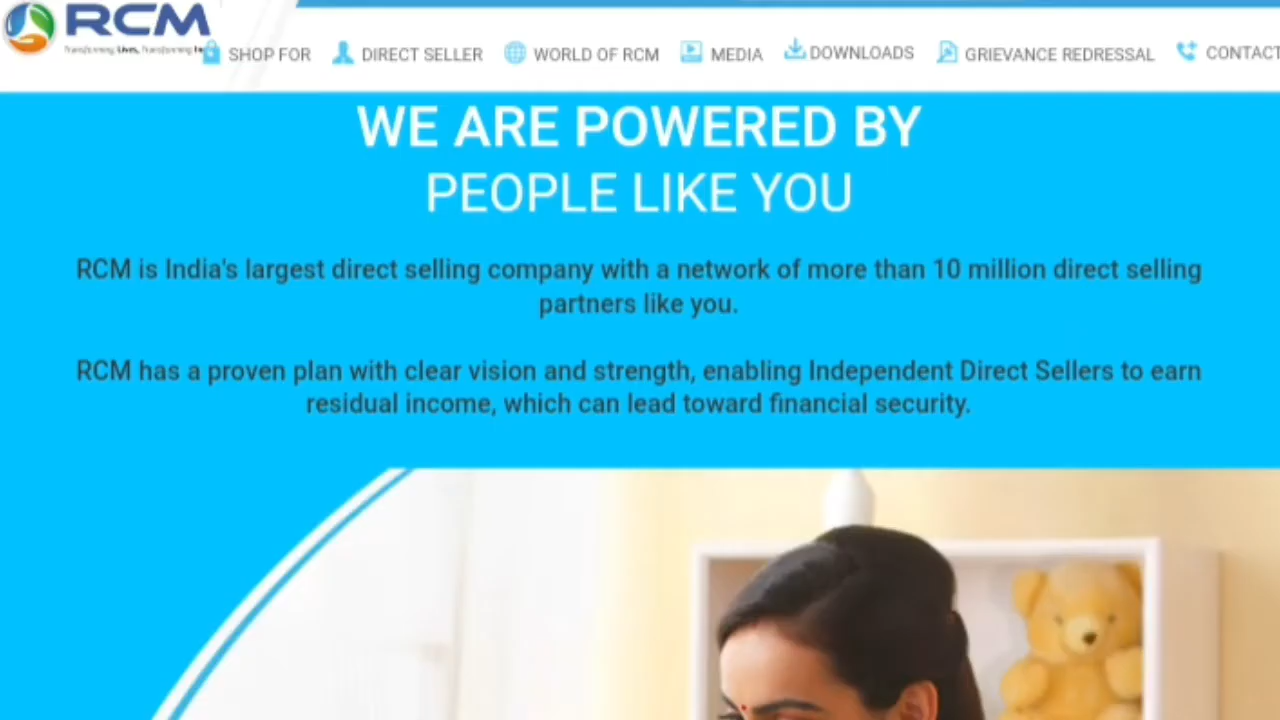 RCM
Transforming Lives, Transforming
SHOP FOR
DIRECT SELLER
WORLD OF RCM
MEDIA
DOWNLOADS
GRIEVANCE REDRESSAL
CONTACT
WE ARE POWERED BY
PEOPLE LIKE YOU
RCM is India's largest direct selling company with a network of more than 10 million direct selling
partners like you.
RCM has a proven plan with clear vision and strength, enabling Independent Direct Sellers to earn
residual income, which can lead toward financial security.